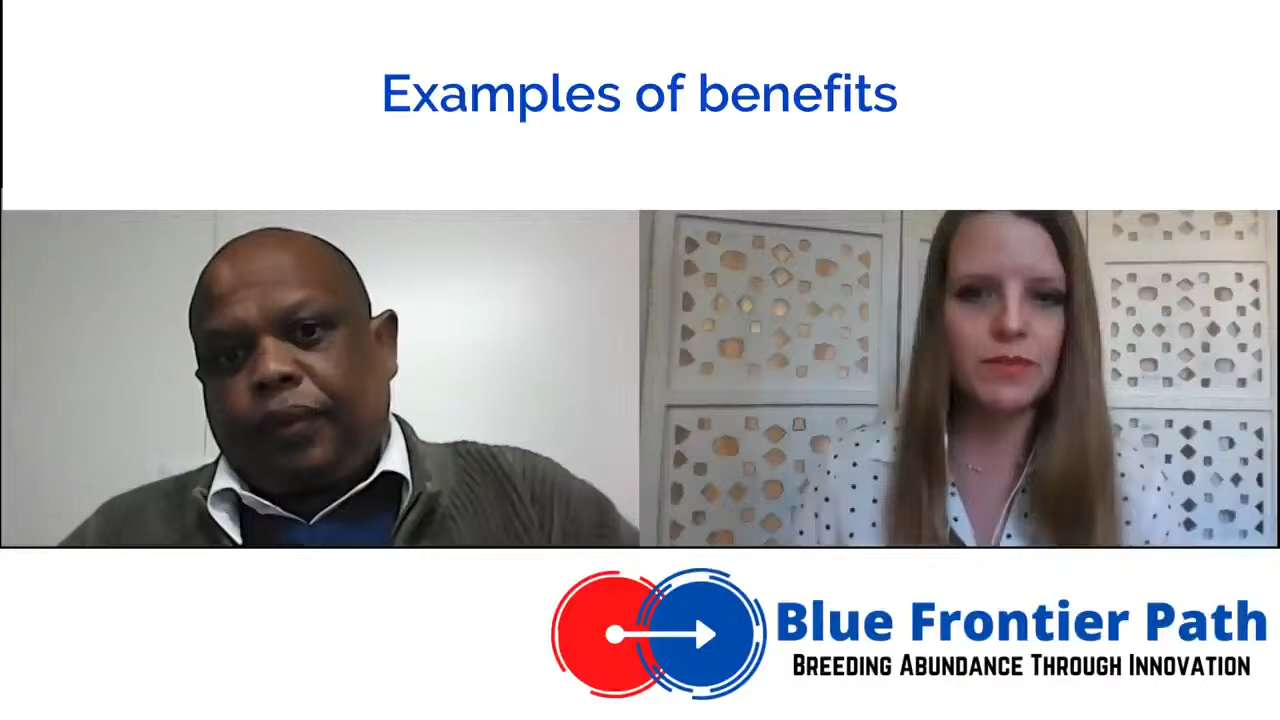 Examples of benefits
Blue Frontier Path
BREEDING ABUNDANCE THROUGH INNOVATION